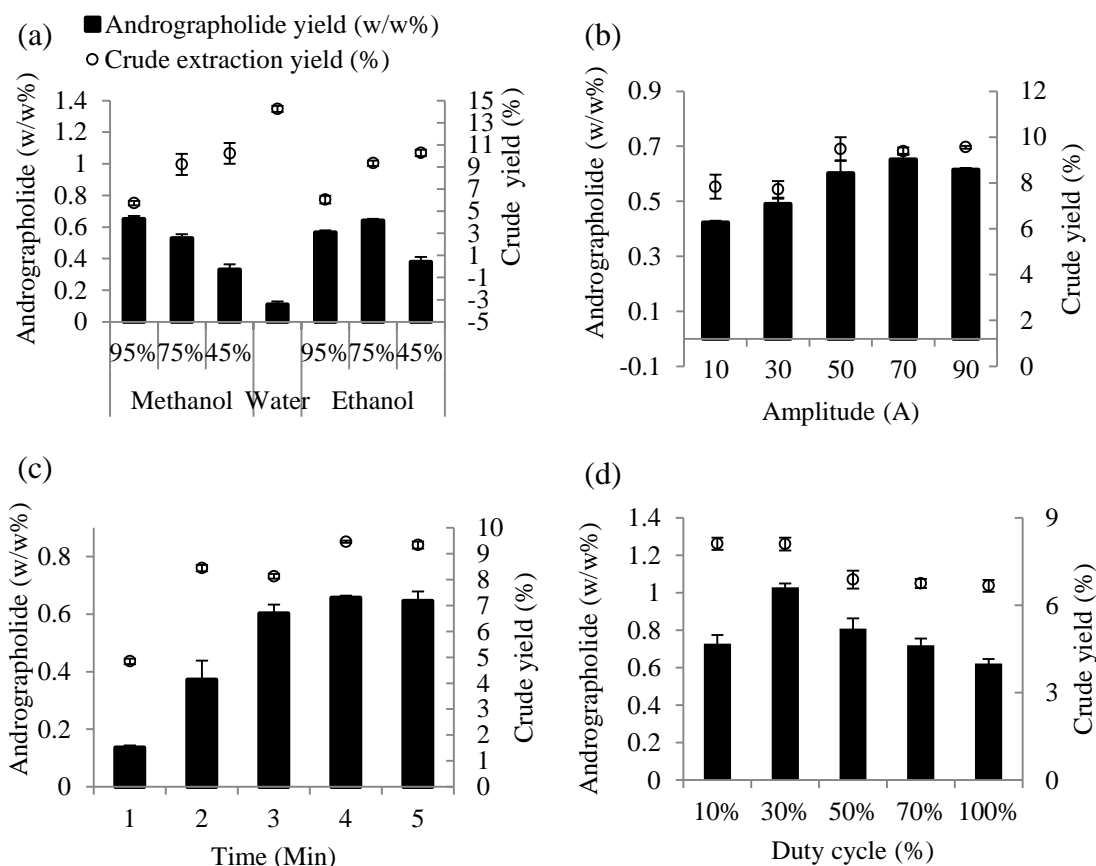 (a)
■ Andrographolide yield (w/w%)
○ Crude extraction yield (%)
Andrographolide (w/w%)
1.4
1.2
1
0.8
0.6
0.4
0.2
0
15
13
11
9
7
5
3
1
-1
-3
-5
Crude yield (%)
95% 75% 45% 95% 75% 45%
Methanol Water Ethanol
(b)
Andrographolide (w/w%)
0.9
0.7
0.5
0.3
0.1
-0.1
12
10
8
6
4
2
0
Crude yield (%)
10 30 50 70 90
Amplitude (A)
(c)
Andrographolide (w/w%)
0.8
0.6
0.4
0.2
0
10
9
8
7
6
5
4
3
2
1
0
Crude yield (%)
1 2 3 4 5
Time (Min)
(d)
Andrographolide (w/w%)
1.4
1.2
1
0.8
0.6
0.4
0.2
0
9
6
3
0
Crude yield (%)
10% 30% 50% 70% 100%
Duty cycle (%)